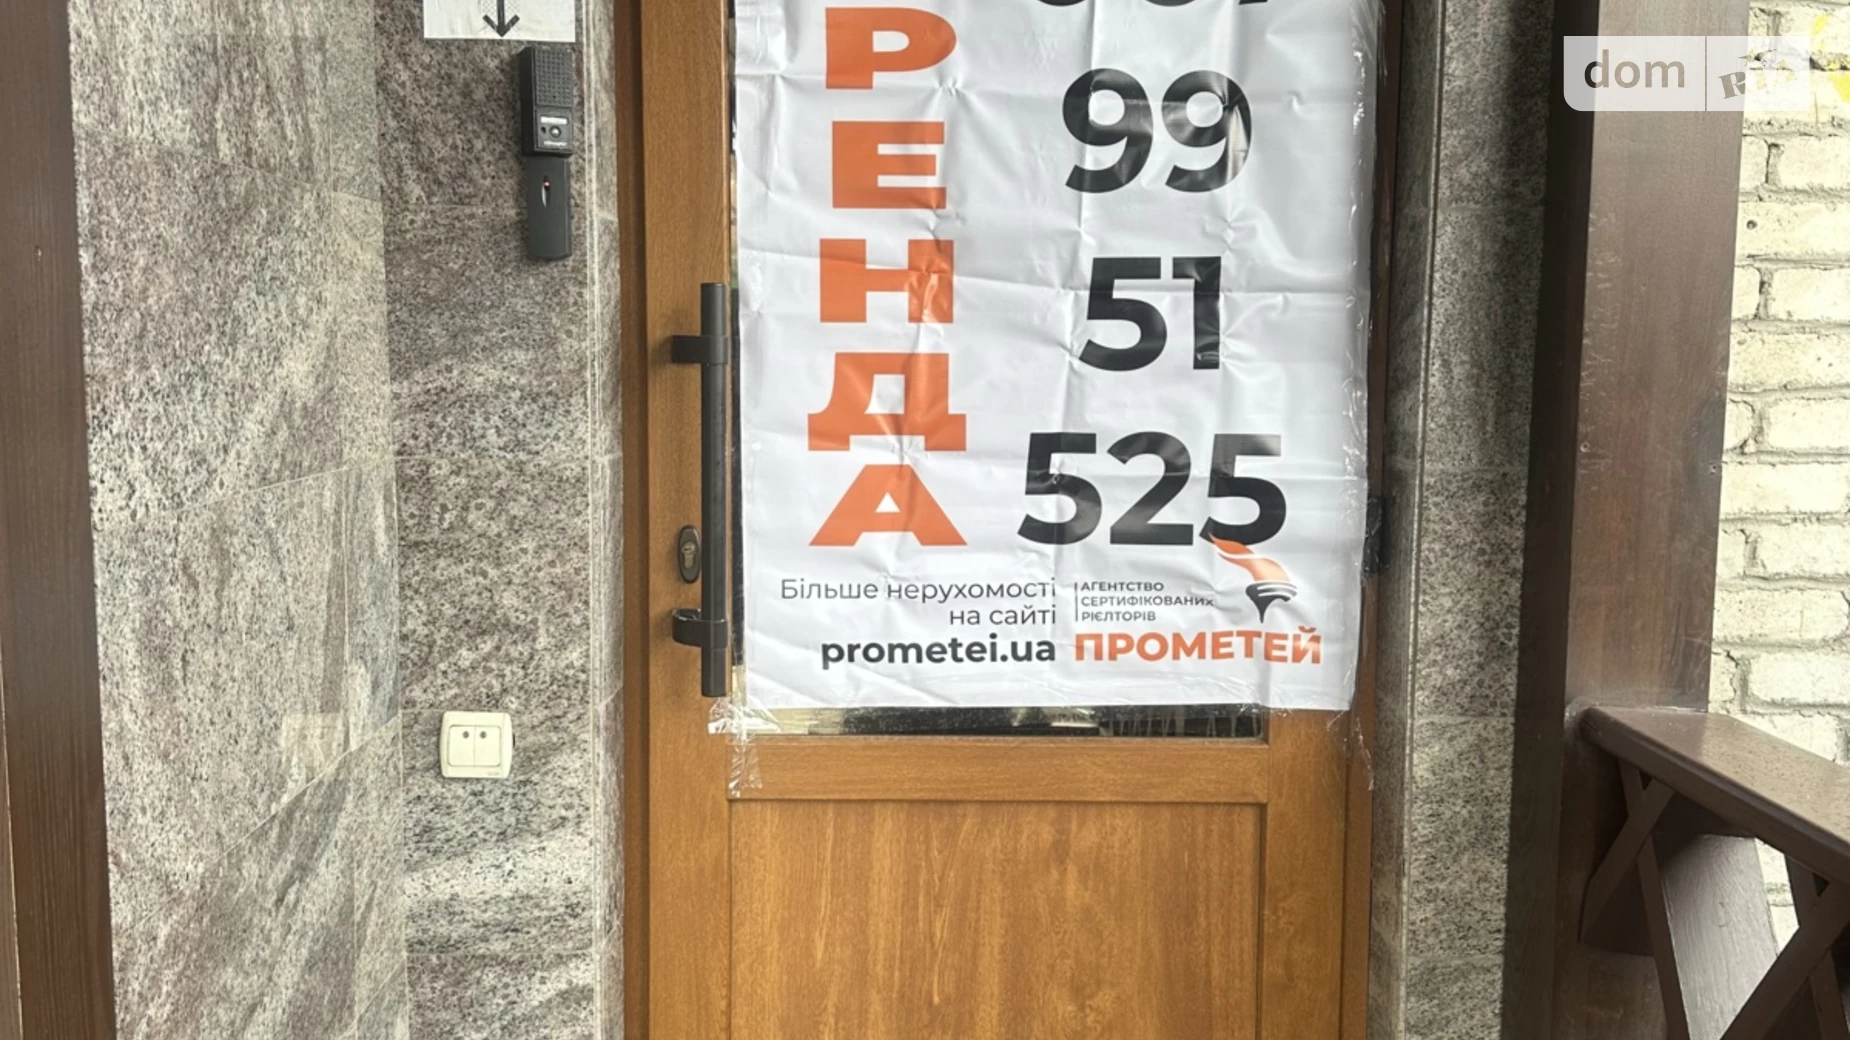 dom
РЕНДА
99
51
525
Більше нерухомості
на сайті
prometei.ua
АГЕНТСТВО
СЕРТИФІКОВАНИХ
РІЄЛТОРІВ
ПРОМЕТЕЙ